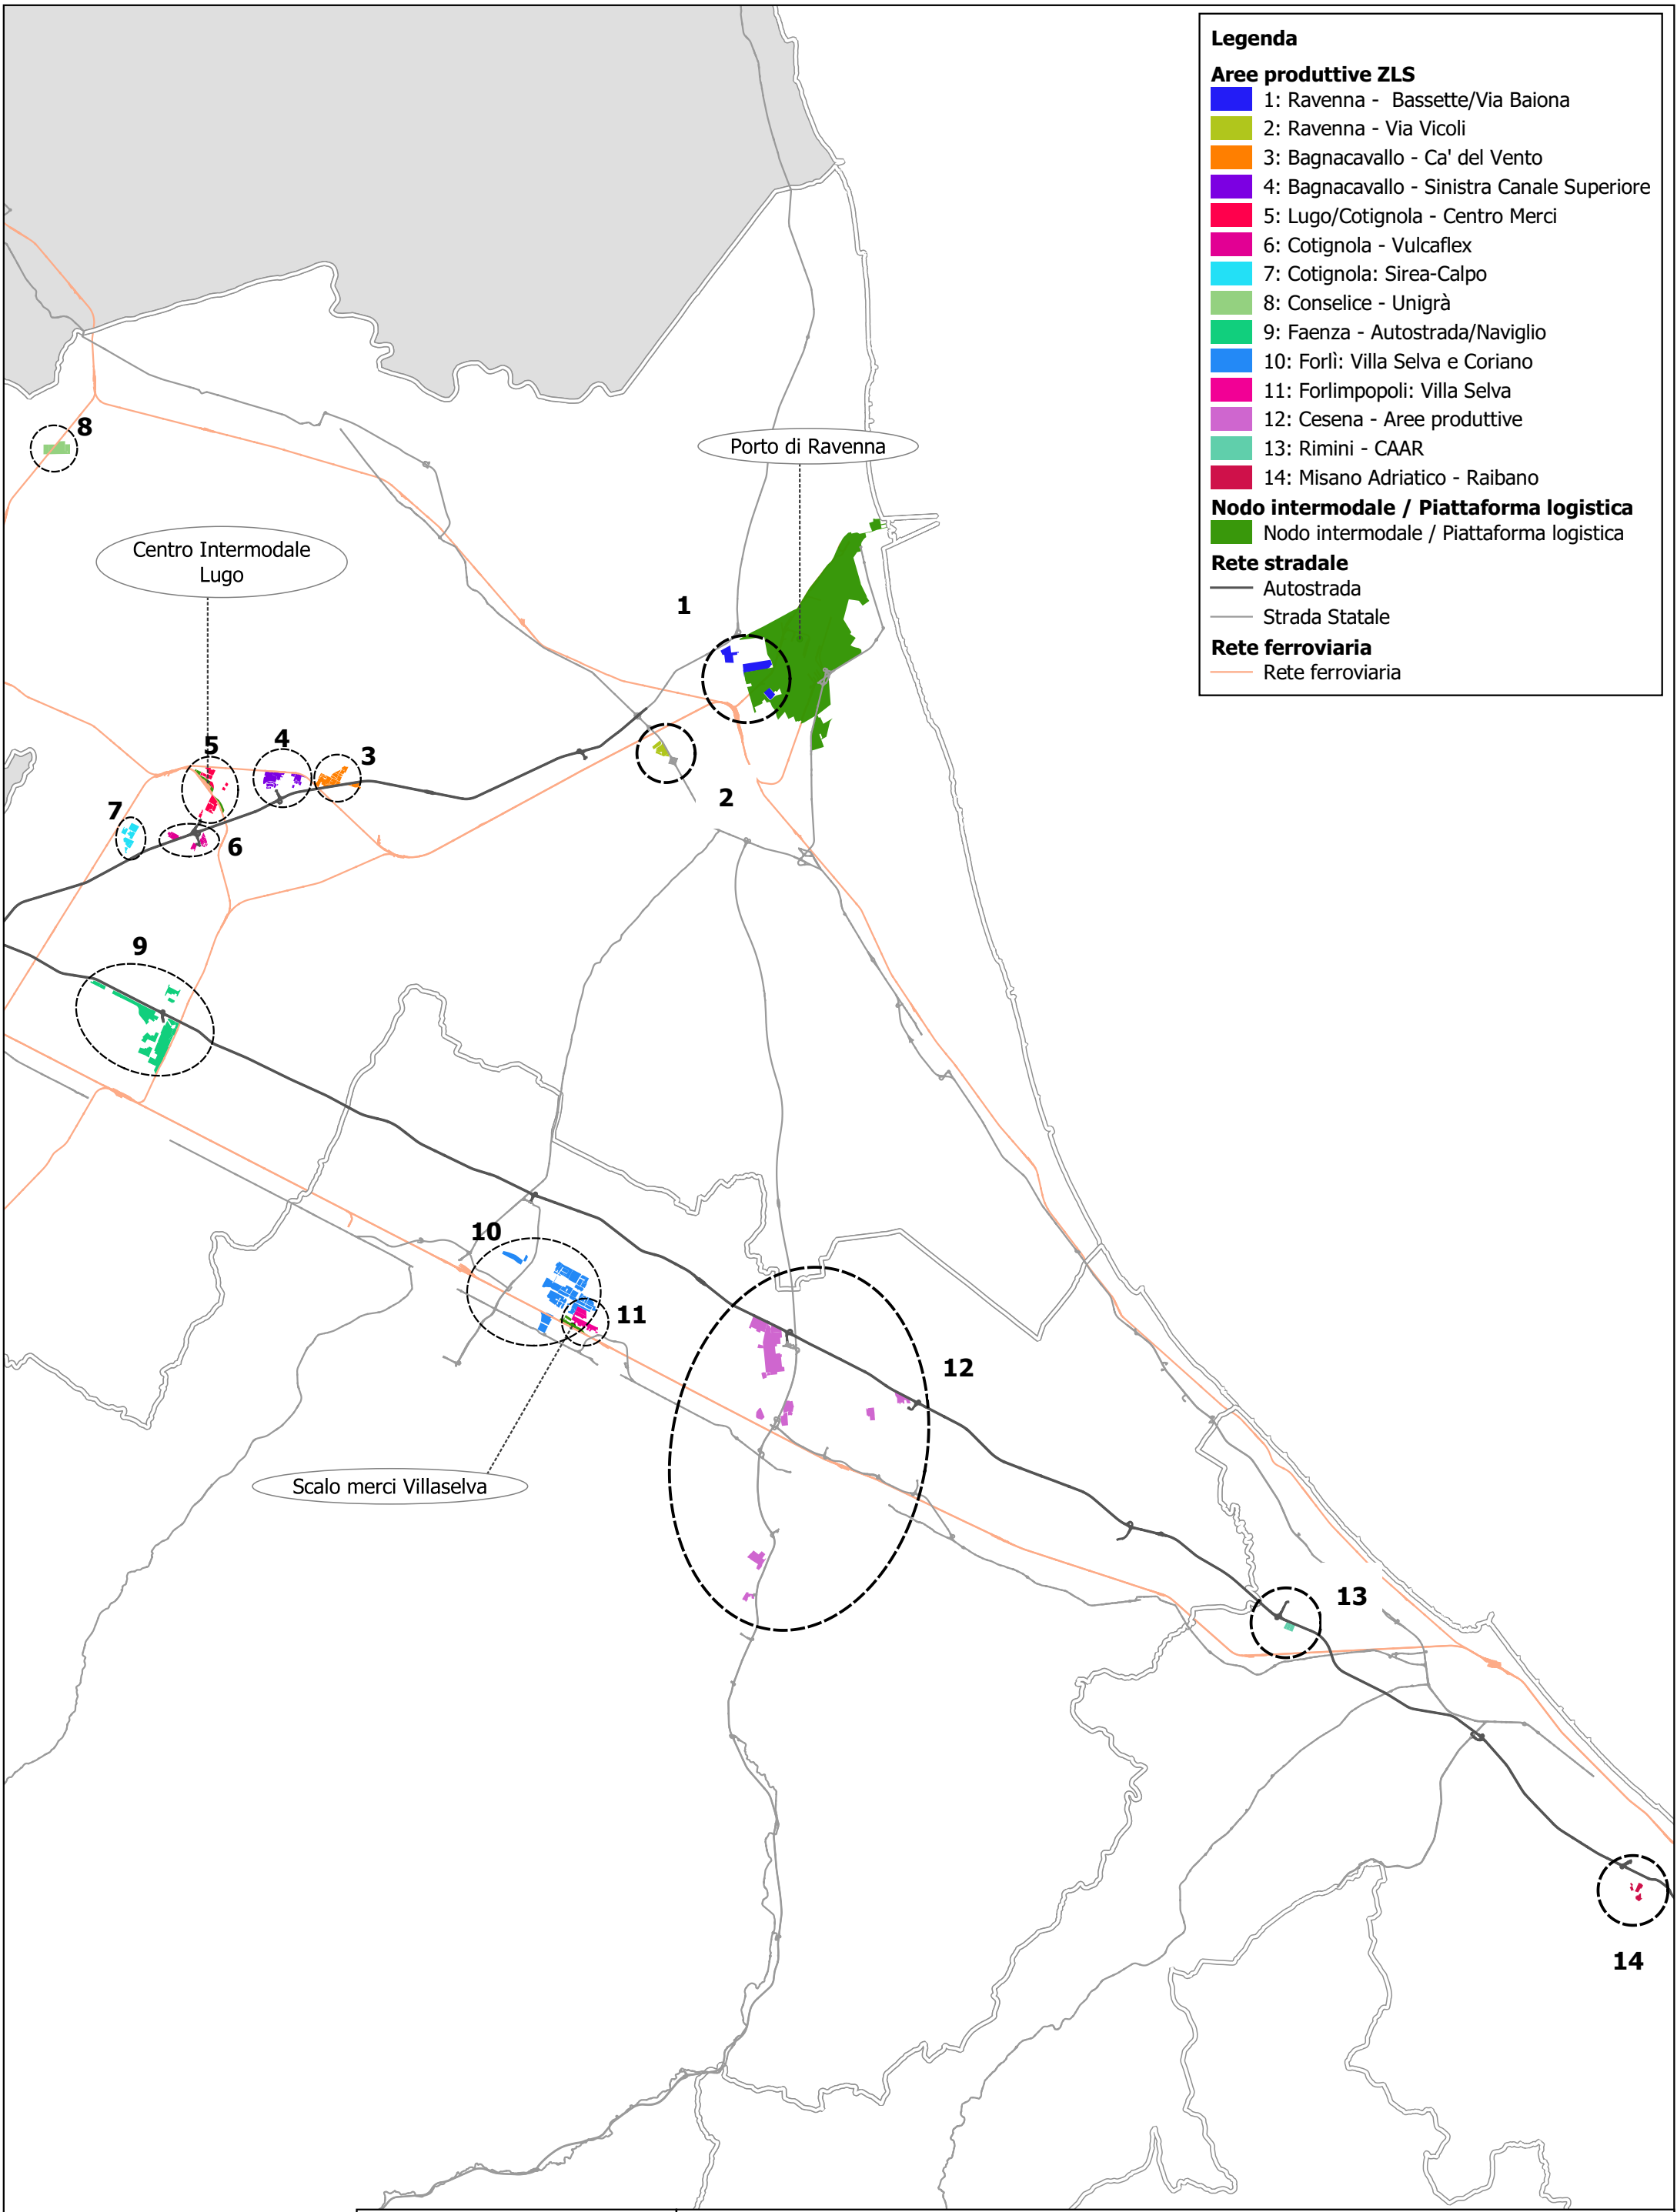 Legenda
Aree produttive ZLS
1: Ravenna - Bassette/Via Baiona
2: Ravenna - Via Vicoli
3: Bagnacavallo - Ca' del Vento
4: Bagnacavallo - Sinistra Canale Superiore
5: Lugo/Cotignola - Centro Merci
6: Cotignola - Vulcaflex
7: Cotignola: Sirea-Calpo
8: Conselice - Unigrà
9: Faenza - Autostrada/Naviglio
10: Forlì: Villa Selva e Coriano
11: Forlimpopoli: Villa Selva
12: Cesena - Aree produttive
13: Rimini - CAAR
14: Misano Adriatico - Raibano
Nodo intermodale / Piattaforma logistica
Nodo intermodale / Piattaforma logistica
Rete stradale
Autostrada
Strada Statale
Rete ferroviaria
Rete ferroviaria
8
Porto di Ravenna
Centro Intermodale
Lugo
1
5
4
3
2
7
6
9
10
11
12
Scalo merci Villaselva
13
14